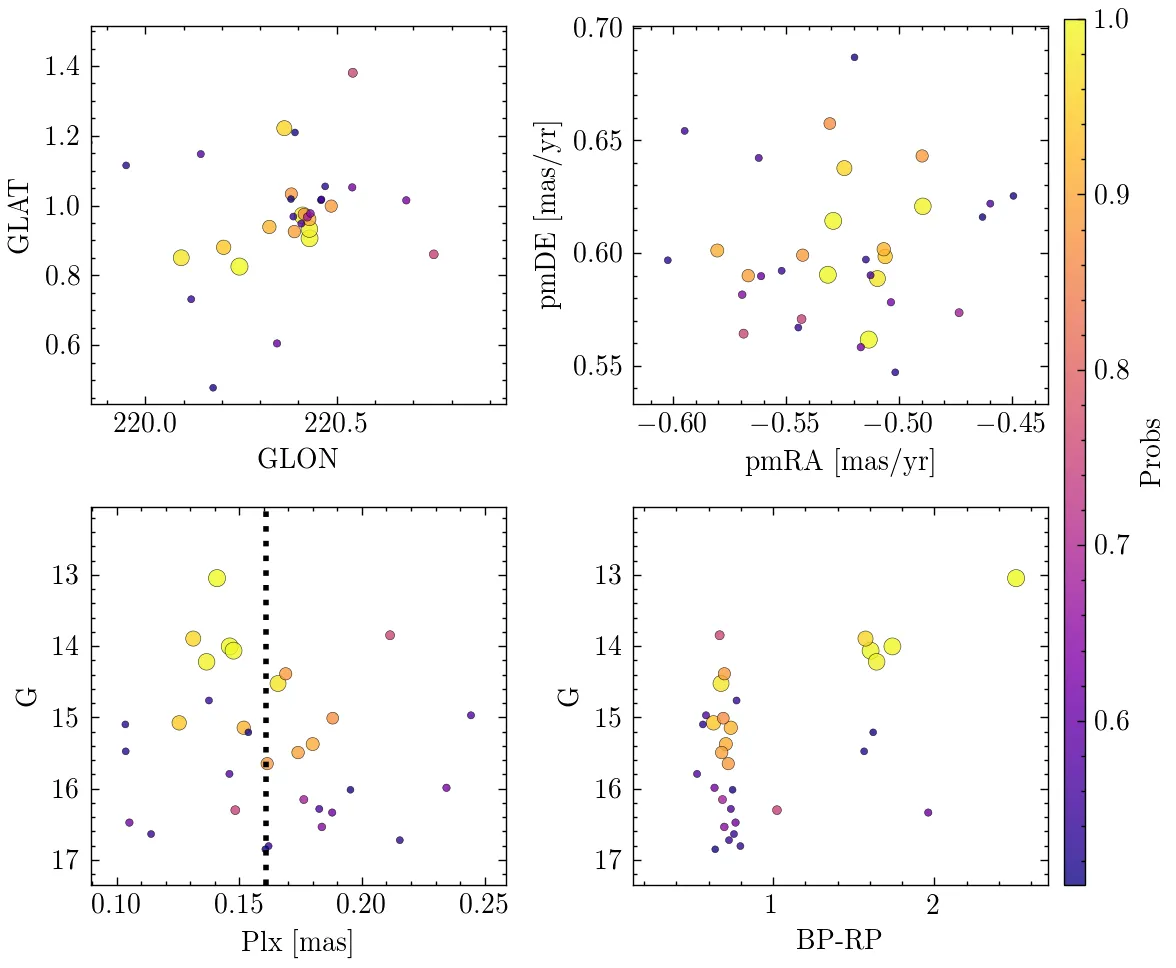 1.4
1.2
1.0
0.8
0.6
GLAT
220.0 220.5
GLON
0.70
0.65
0.60
0.55
pmDE [mas/yr]
−0.60 −0.55 −0.50 −0.45
pmRA [mas/yr]
13
14
15
16
17
G
0.10 0.15 0.20 0.25
Plx [mas]
13
14
15
16
17
G
1 2
BP-RP
1.0
0.9
0.8
0.7
0.6
Probs